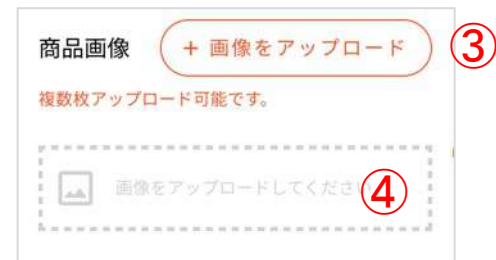 商品画像 + 画像をアップロード ③
複数枚アップロード可能です。
画像をアップロードしてくださ ④